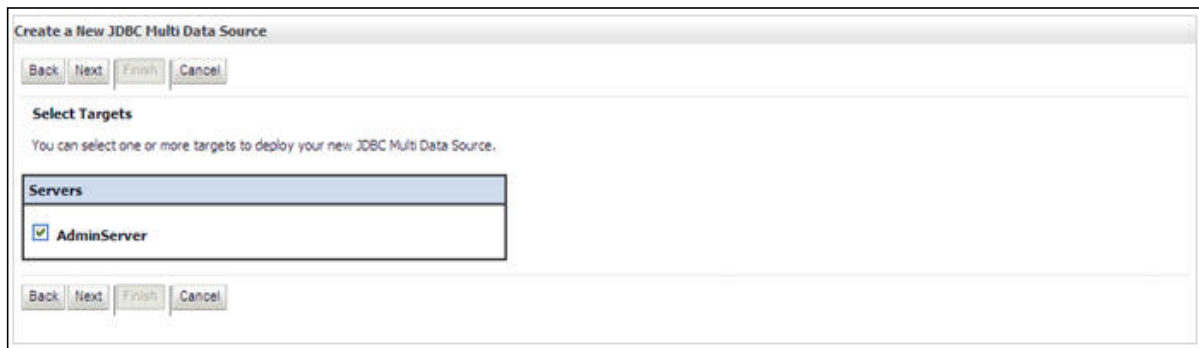 Create a New JDBC Multi Data Source
Back Next Finish Cancel
Select Targets
You can select one or more targets to deploy your new JDBC Multi Data Source.
Servers
AdminServer
Back Next Finish Cancel